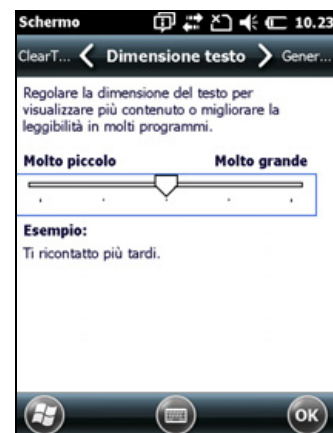 Schermo 10.23
ClearT... Dimensione testo Gener...
Regolare la dimensione del testo per
visualizzare più contenuto o migliorare la
leggibilità in molti programmi.
Molto piccolo Molto grande
Esempio:
Ti ricontatto più tardi.
OK